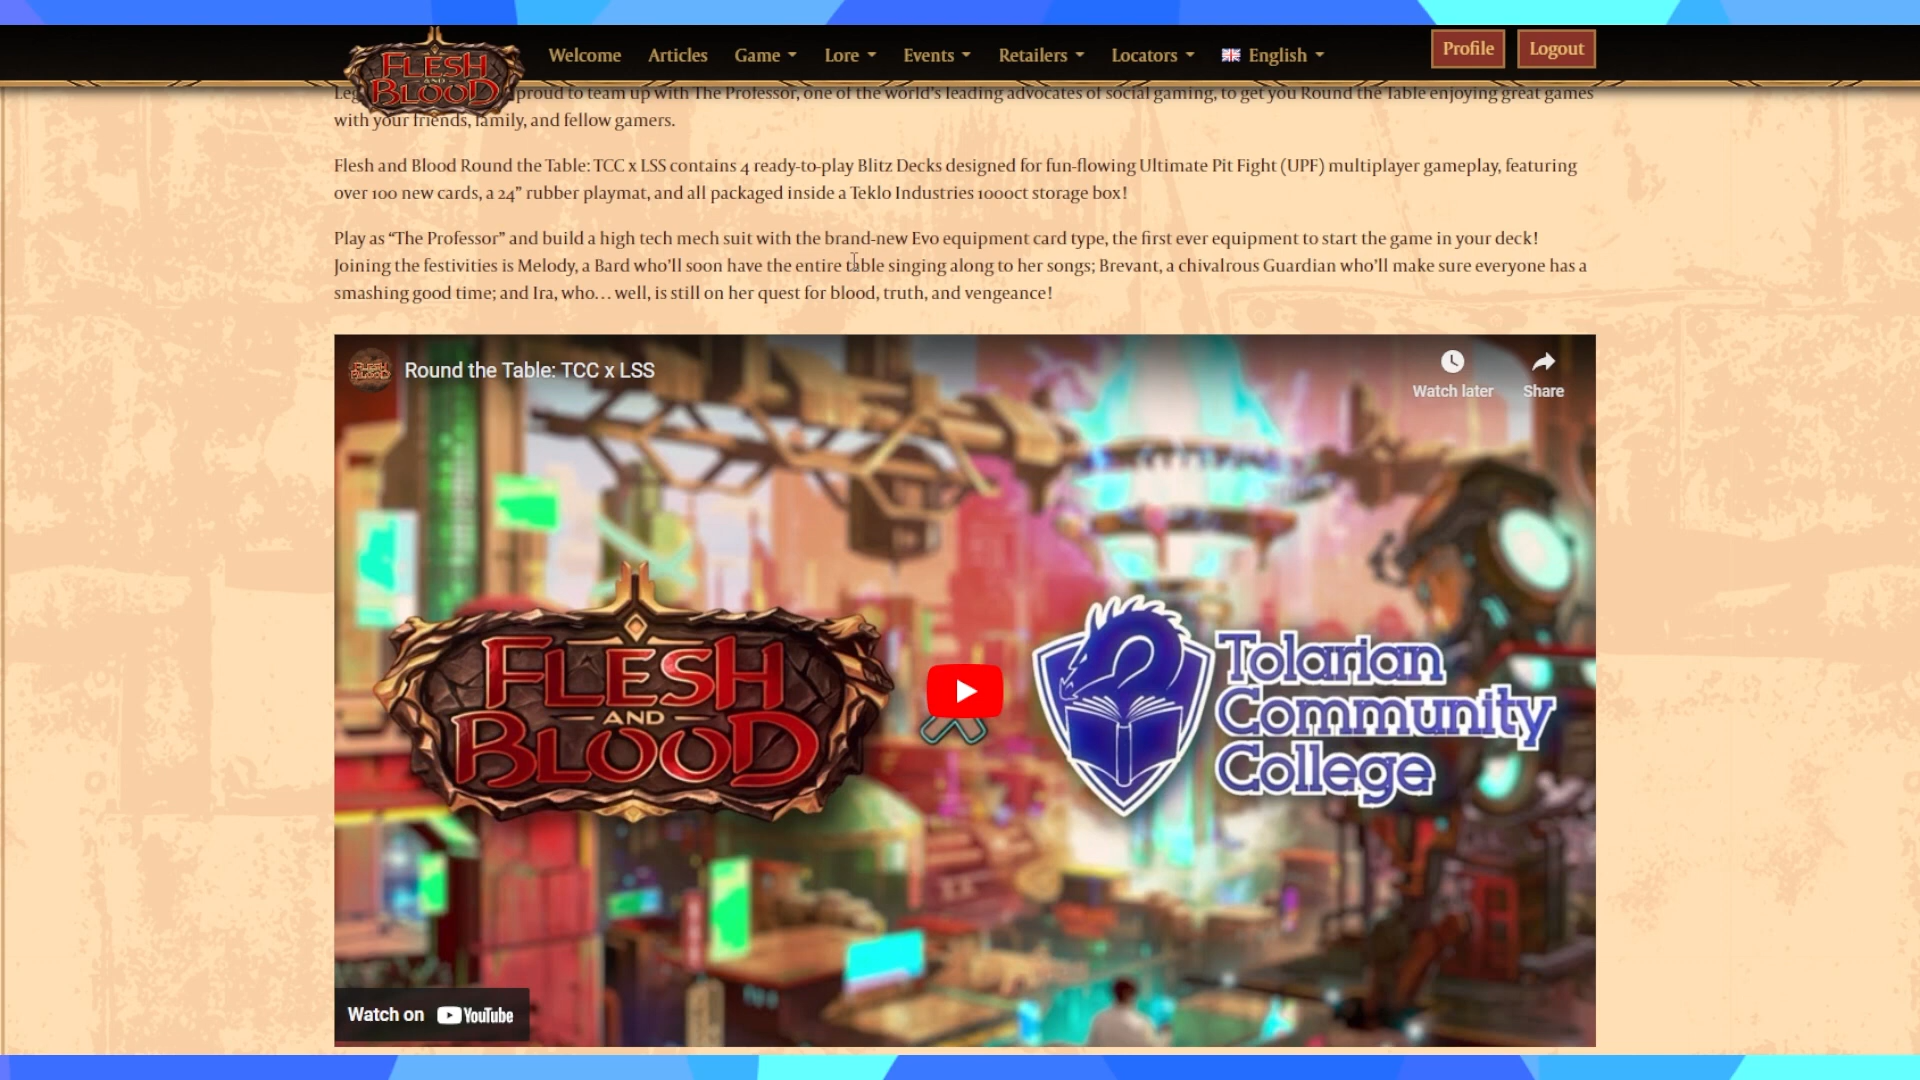 FLESH AND BLOOD
Welcome Articles Game Lore Events Retailers Locators English Profile Logout
proud to team up with The Professor, one of the world's leading advocates of social gaming, to get you Round the Table enjoying great games
with your friends, family, and fellow gamers.
Flesh and Blood Round the Table: TCC x LSS contains 4 ready-to-play Blitz Decks designed for fun-flowing Ultimate Pit Fight (UPF) multiplayer gameplay, featuring
over 100 new cards, a 24” rubber playmat, and all packaged inside a Teklo Industries 1000ct storage box!
Play as “The Professor” and build a high tech mech suit with the brand-new Evo equipment card type, the first ever equipment to start the game in your deck!
Joining the festivities is Melody, a Bard who'll soon have the entire table singing along to her songs; Brevant, a chivalrous Guardian who'll make sure everyone has a
smashing good time; and Ira, who… well, is still on her quest for blood, truth, and vengeance!
FLESH AND BLOOD
Round the Table: TCC x LSS
Watch later Share
FLESH
AND
BLOOD
Tolarian
Community
College
Watch on YouTube